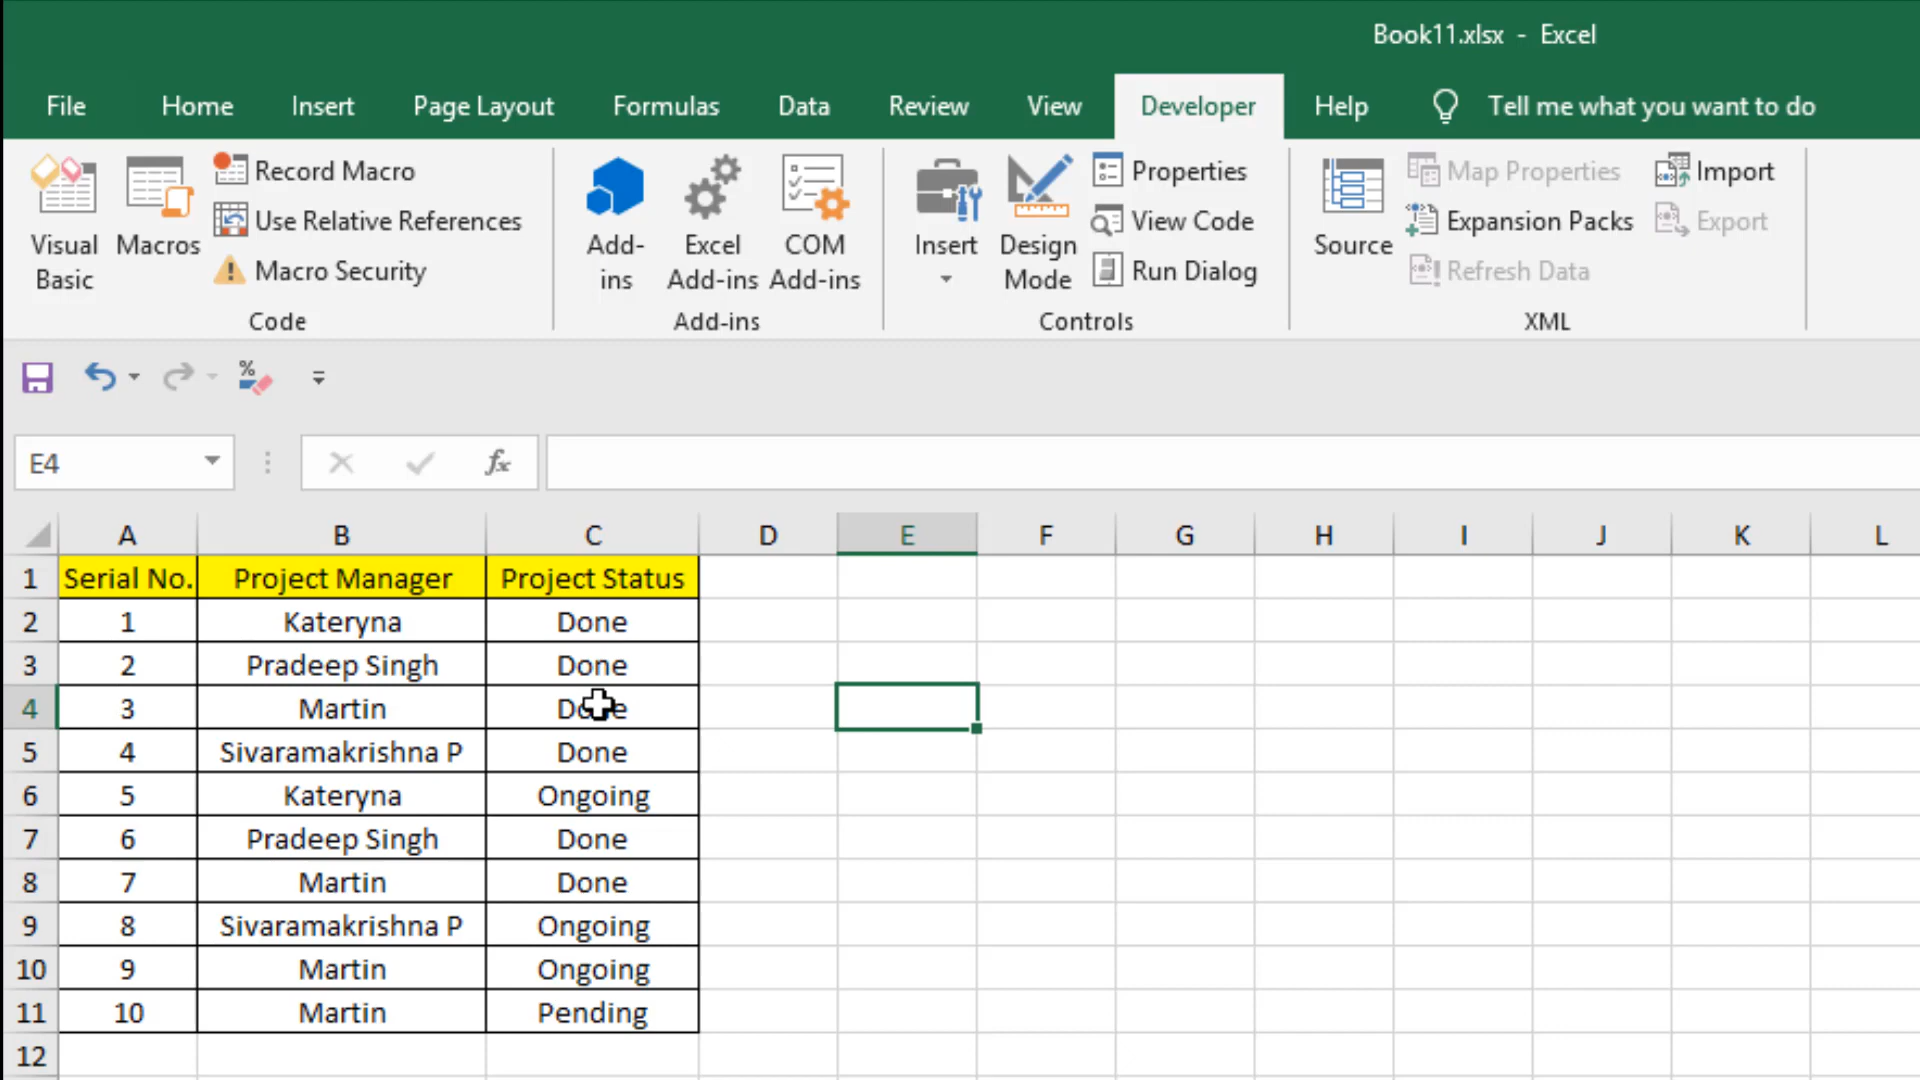 Book11.xlsx - Excel
File Home Insert Page Layout Formulas Data Review View Developer Help Tell me what you want to do
Visual Basic
Macros
Record Macro
Use Relative References
Macro Security
Code
Add-ins
Excel Add-ins
COM Add-ins
Add-ins
Insert
Design Mode
Properties
View Code
Run Dialog
Controls
Source
Map Properties
Expansion Packs
Refresh Data
Import
Export
XML
E4 fx
A B C D E F G H I J K L
1 Serial No. Project Manager Project Status
2 1 Kateryna Done
3 2 Pradeep Singh Done
4 3 Martin Done
5 4 Sivaramakrishna P Done
6 5 Kateryna Ongoing
7 6 Pradeep Singh Done
8 7 Martin Done
9 8 Sivaramakrishna P Ongoing
10 9 Martin Ongoing
11 10 Martin Pending
12